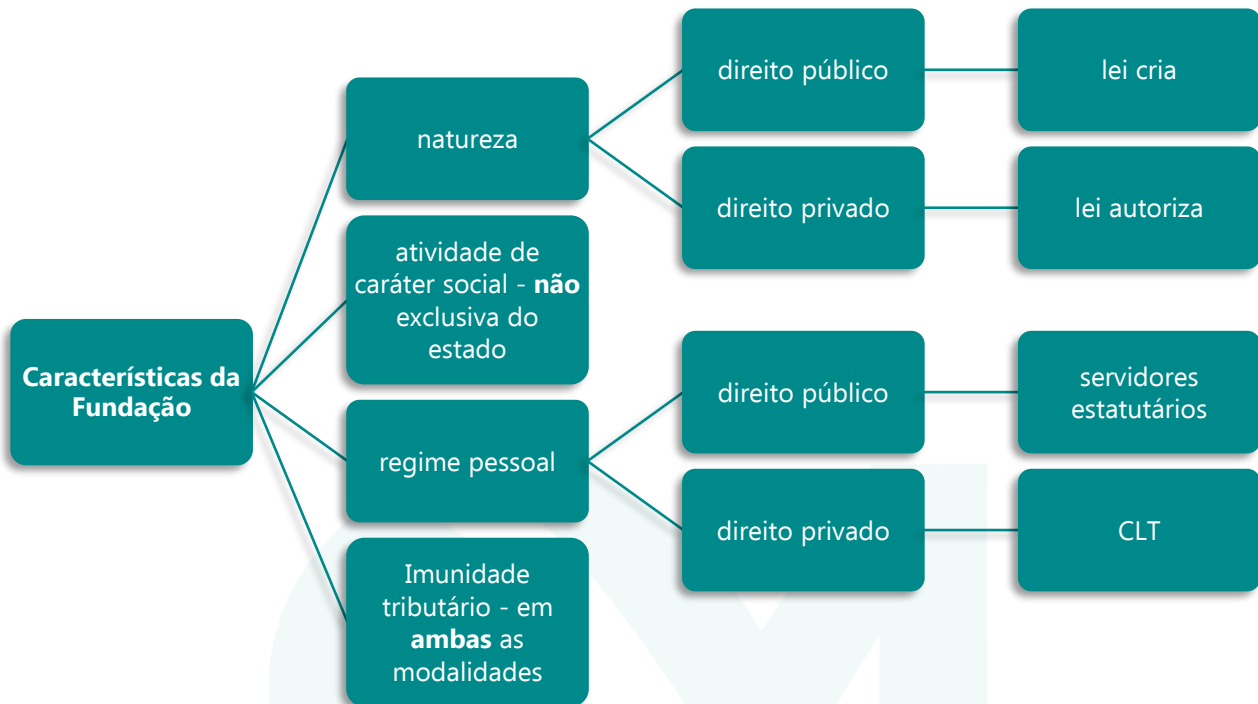 Características da
Fundação
natureza
direito público
lei cria
direito privado
lei autoriza
atividade de
caráter social - não
exclusiva do
estado
regime pessoal
direito público
servidores
estatutários
direito privado
CLT
Imunidade
tributário - em
ambas as
modalidades